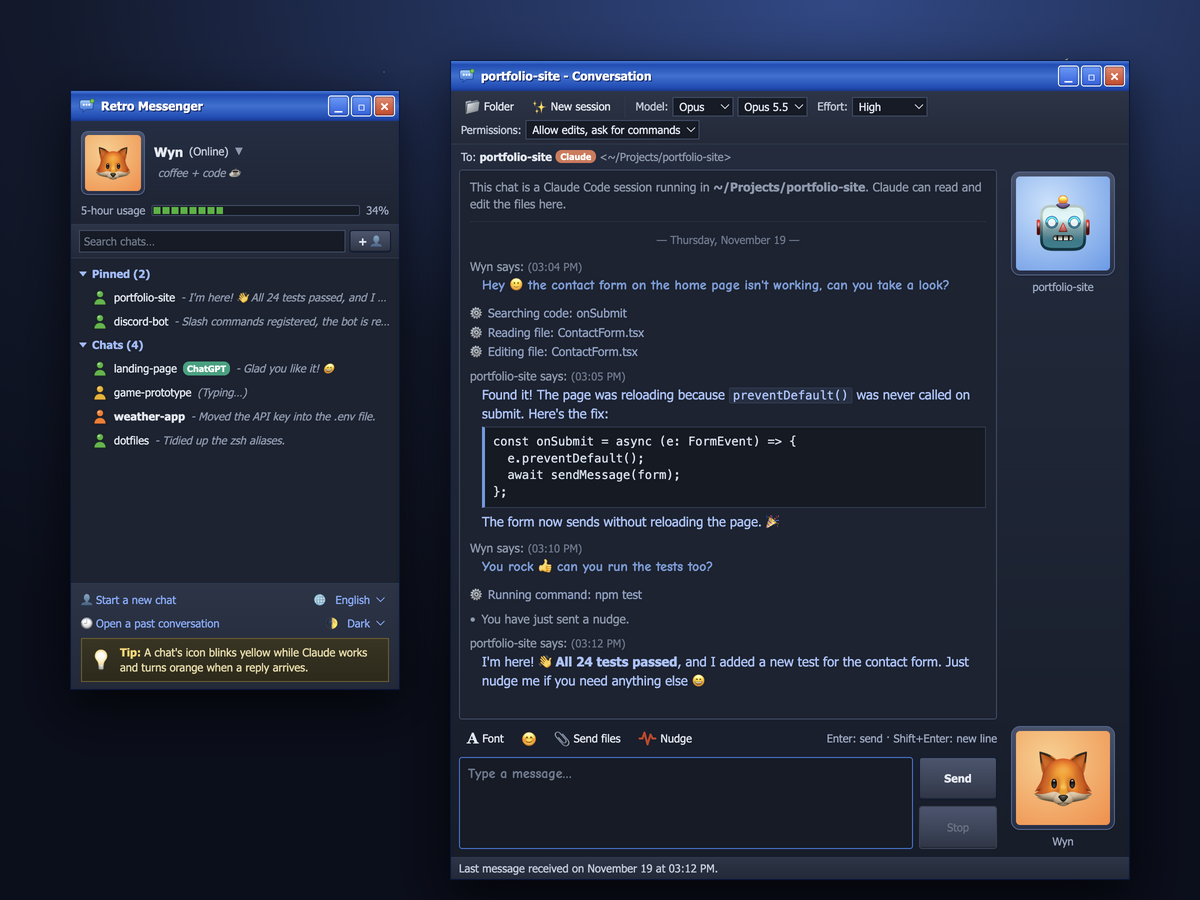 Retro Messenger
Wyn (Online) ▼
coffee + code ☕
5-hour usage 34%
Search chats...
+
Pinned (2)
portfolio-site - I'm here! 👋 All 24 tests passed, and I ...
discord-bot - Slash commands registered, the bot is re...
Chats (4)
landing-page ChatGPT - Glad you like it! 😄
game-prototype (Typing...)
weather-app - Moved the API key into the .env file.
dotfiles - Tidied up the zsh aliases.
Start a new chat
English
Open a past conversation
Dark
Tip: A chat's icon blinks yellow while Claude works
and turns orange when a reply arrives.
portfolio-site - Conversation
Folder New session Model: Opus Opus 5.5 Effort: High
Permissions: Allow edits, ask for commands
To: portfolio-site Claude <~/Projects/portfolio-site>
This chat is a Claude Code session running in ~/Projects/portfolio-site. Claude can read and
edit the files here.
— Thursday, November 19 —
Wyn says: (03:04 PM)
Hey 🙂 the contact form on the home page isn't working, can you take a look?
Searching code: onSubmit
Reading file: ContactForm.tsx
Editing file: ContactForm.tsx
portfolio-site says: (03:05 PM)
Found it! The page was reloading because preventDefault() was never called on
submit. Here's the fix:
const onSubmit = async (e: FormEvent) => {
  e.preventDefault();
  await sendMessage(form);
};
The form now sends without reloading the page. 🎉
Wyn says: (03:10 PM)
You rock 👍 can you run the tests too?
Running command: npm test
• You have just sent a nudge.
portfolio-site says: (03:12 PM)
I'm here! 👋 All 24 tests passed, and I added a new test for the contact form. Just
nudge me if you need anything else 😄
portfolio-site
A Font Send files Nudge Enter: send · Shift+Enter: new line
Type a message...
Send
Stop
Wyn
Last message received on November 19 at 03:12 PM.